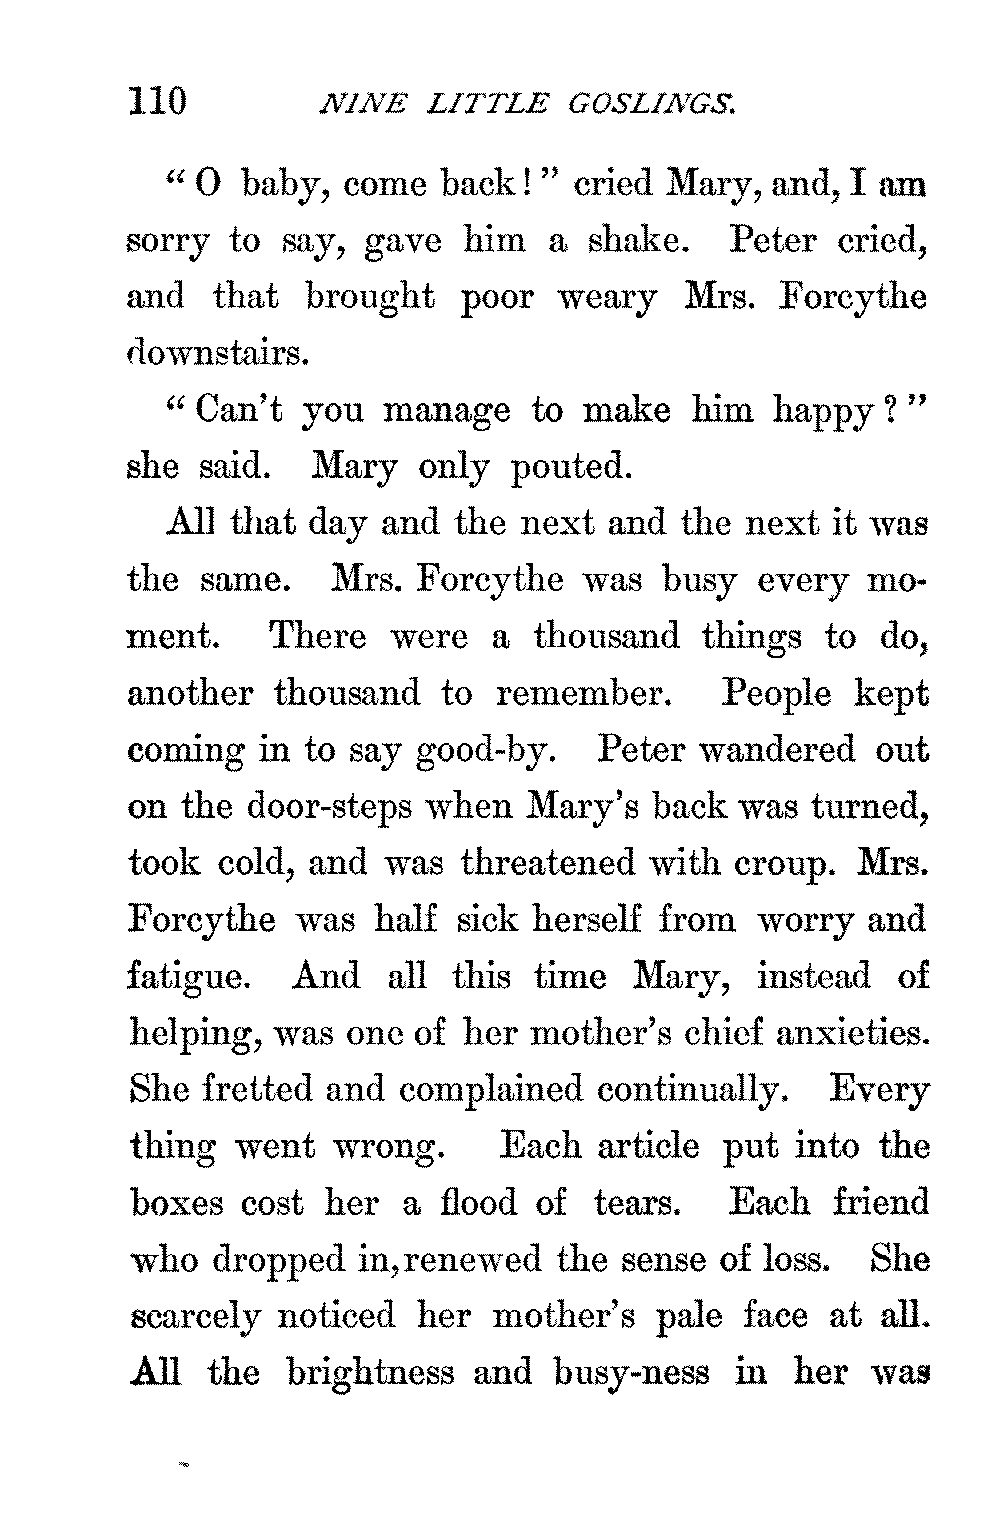 110 NINE LITTLE GOSLINGS.
“ O baby, come back ! ” cried Mary, and, I am
sorry to say, gave him a shake. Peter cried,
and that brought poor weary Mrs. Forcythe
downstairs.
“ Can’t you manage to make him happy ? ”
she said. Mary only pouted.
All that day and the next and the next it was
the same. Mrs. Forcythe was busy every mo-
ment. There were a thousand things to do,
another thousand to remember. People kept
coming in to say good-by. Peter wandered out
on the door-steps when Mary’s back was turned,
took cold, and was threatened with croup. Mrs.
Forcythe was half sick herself from worry and
fatigue. And all this time Mary, instead of
helping, was one of her mother’s chief anxieties.
She fretted and complained continually. Every
thing went wrong. Each article put into the
boxes cost her a flood of tears. Each friend
who dropped in, renewed the sense of loss. She
scarcely noticed her mother’s pale face at all.
All the brightness and busy-ness in her was